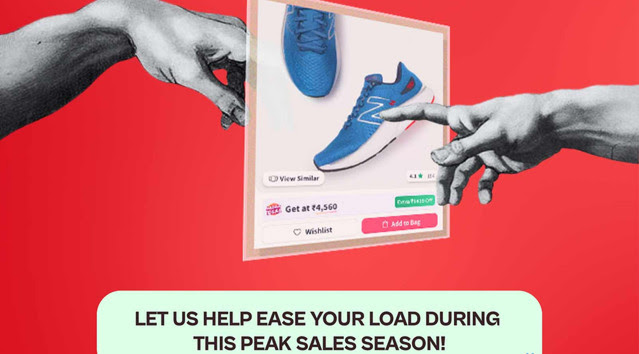 N
View Similar
4.1
Get at ₹4,560
Wishlist
Add to Bag
LET US HELP EASE YOUR LOAD DURING
THIS PEAK SALES SEASON!